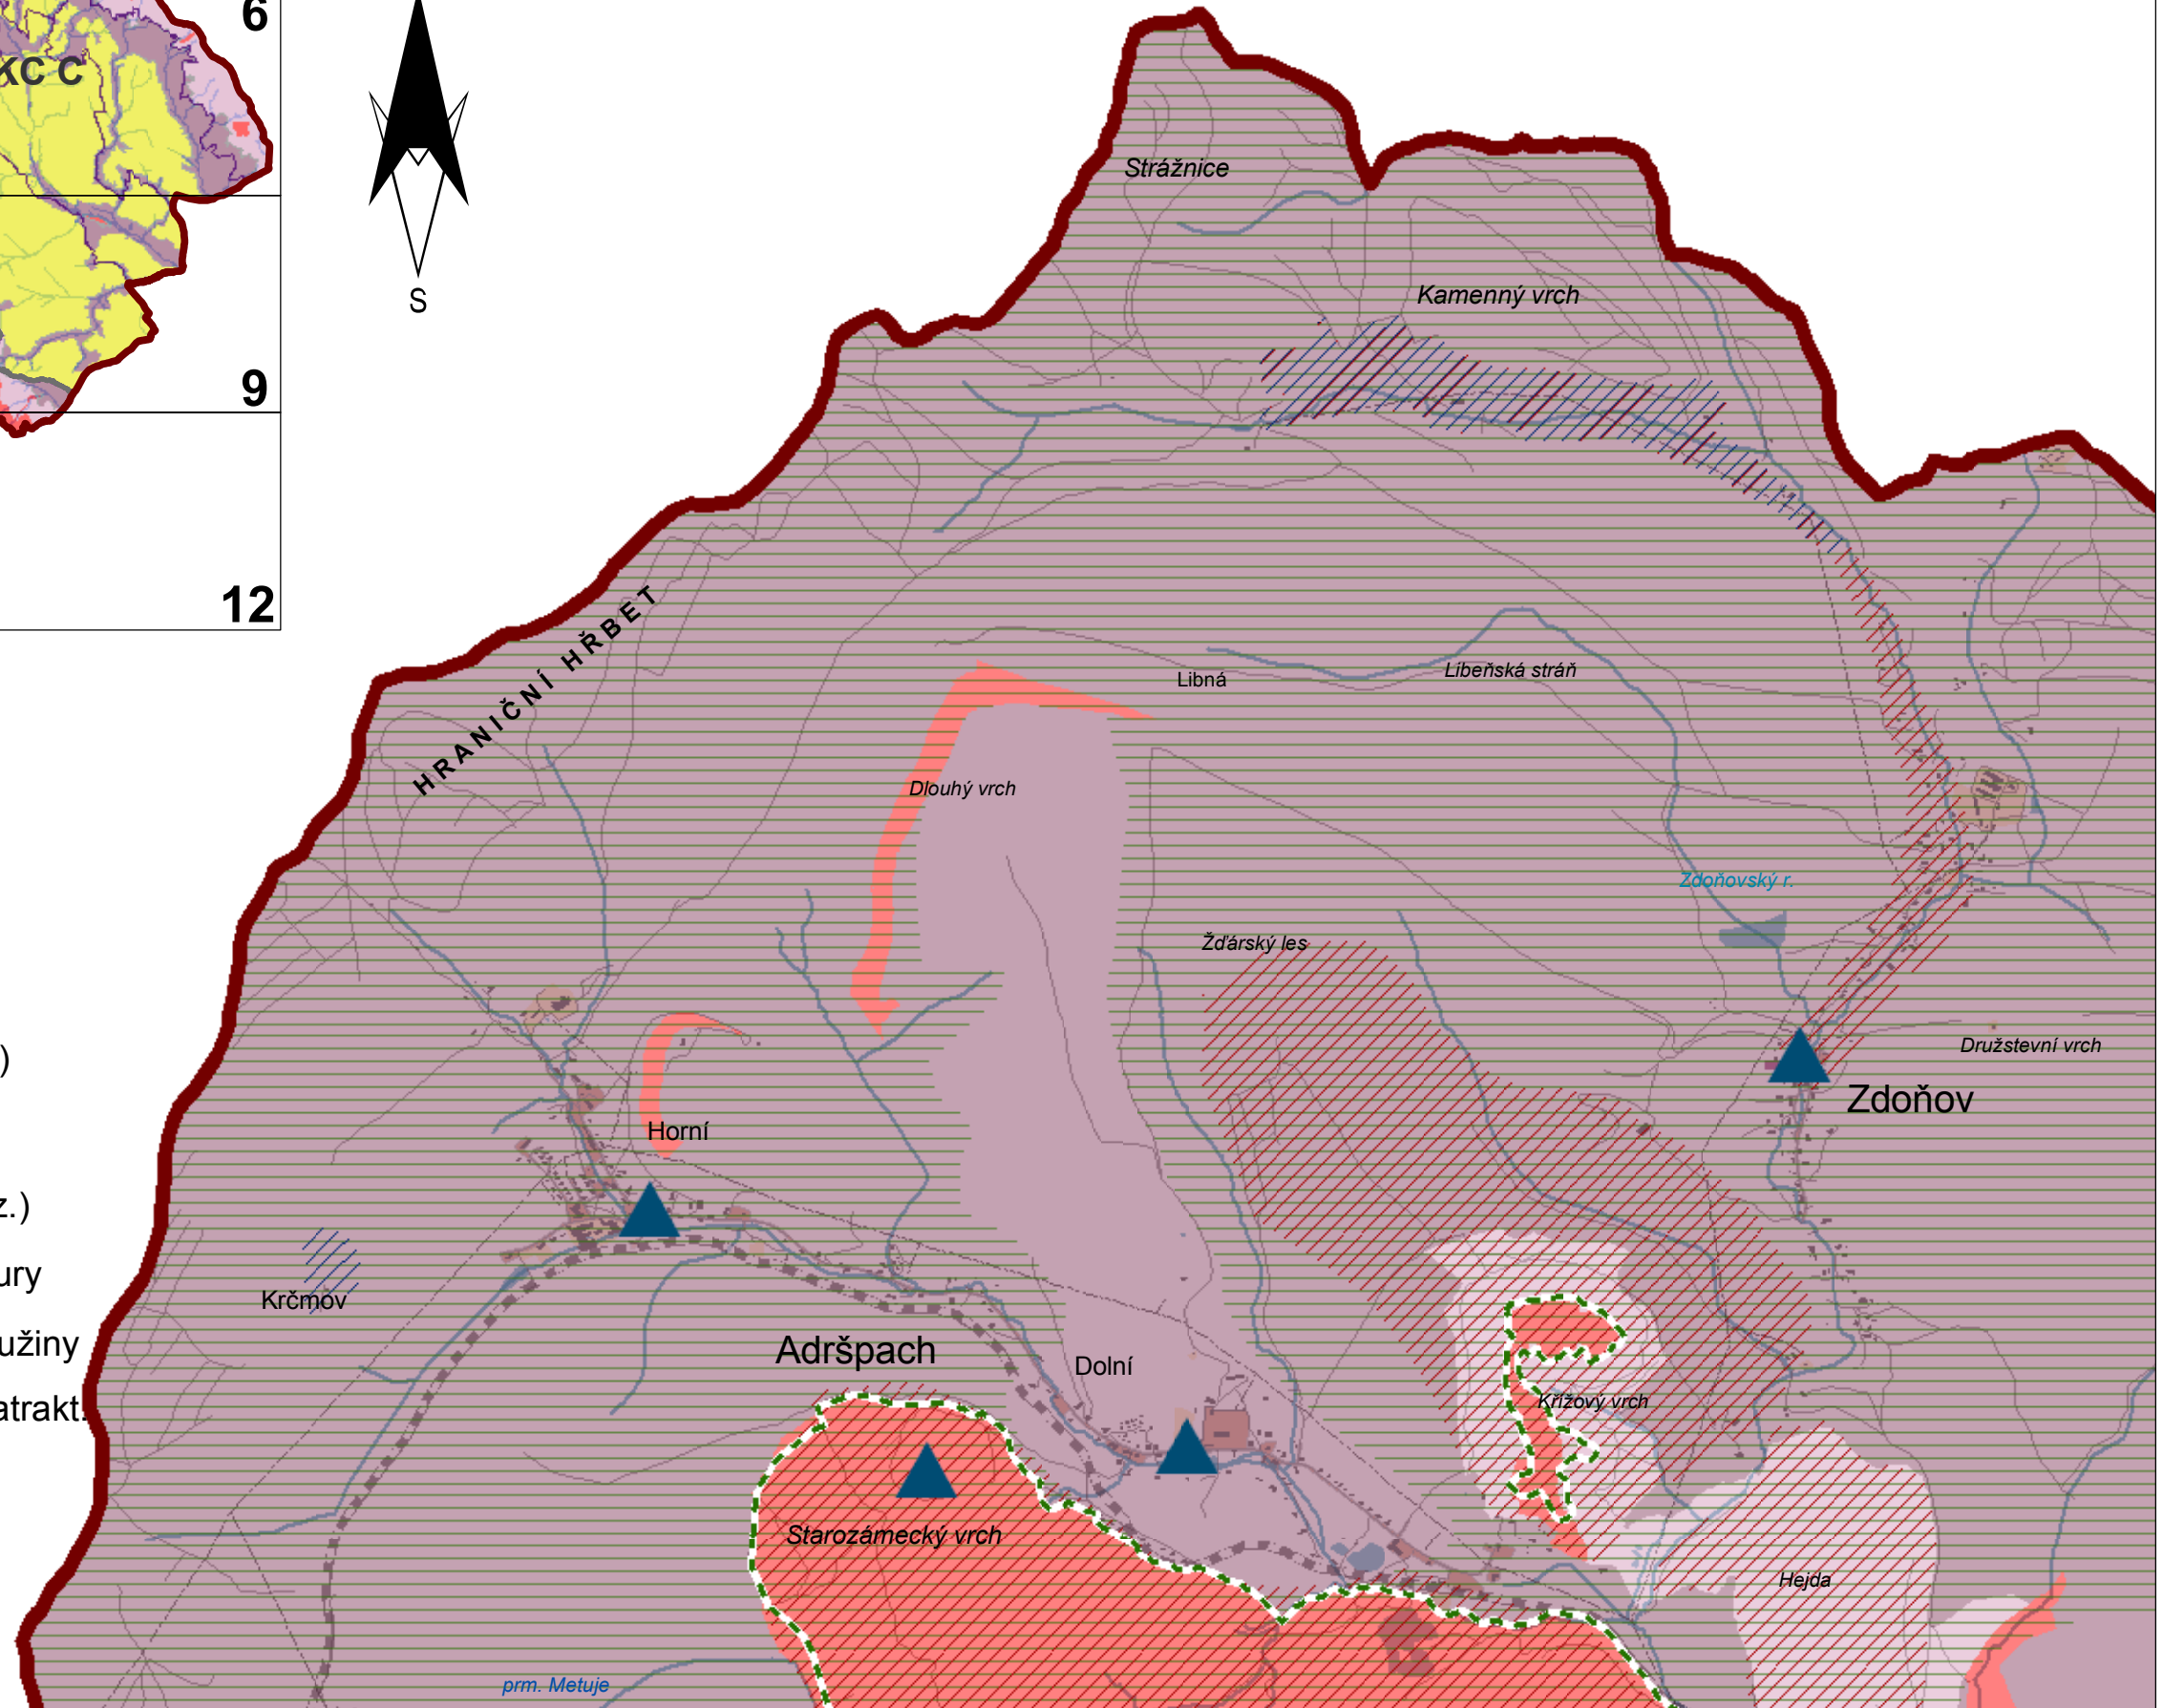 6
KC C
9
12
S
)
z.)
ury
užiny
atrakt.
Strážnice
Kamenný vrch
HRANIČNÍ HŘBET
Libná
Libeňská stráň
Dlouhý vrch
Zdoňovský r.
Žďárský les
Družstevní vrch
Zdoňov
Horní
Krčmov
Adršpach
Dolní
Křížový vrch
Starozámecký vrch
Hejda
prm. Metuje